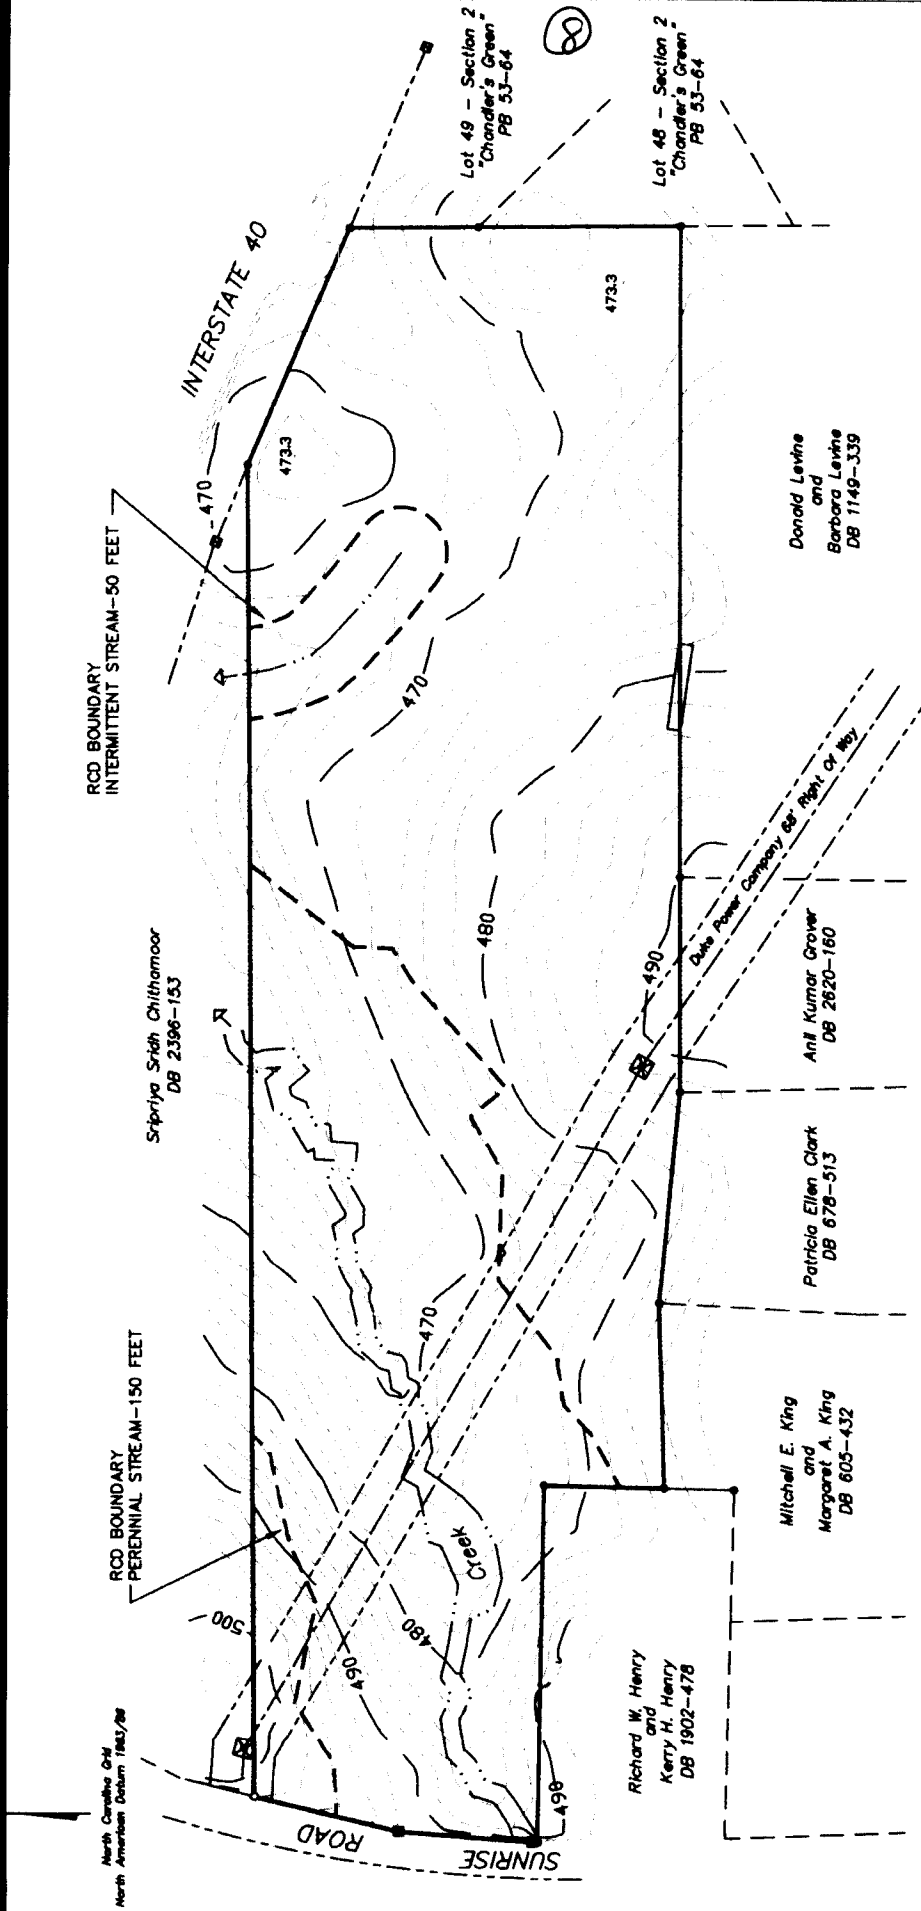 8
Lot 49 - Section 2
"Chandler's Green"
PB 53-64
Lot 48 - Section 2
"Chandler's Green"
PB 53-64
INTERSTATE 40
473.3
473.3
470
RCD BOUNDARY
INTERMITTENT STREAM-50 FEET
Donald Levine
and
Barbara Levine
DB 1149-339
470
Duke Power Company 68' Right Of Way
480
490
Sripriya Sridh Chithamoor
DB 2396-153
Anil Kumar Grover
DB 2620-160
Patricia Ellen Clark
DB 678-513
470
RCD BOUNDARY
PERENNIAL STREAM-150 FEET
Mitchell E. King
and
Margaret A. King
DB 605-432
Creek
500
480
490
Richard W. Henry
and
Kerry H. Henry
DB 1902-478
490
North Carolina Grid
North American Datum 1983/86
SUNRISE ROAD